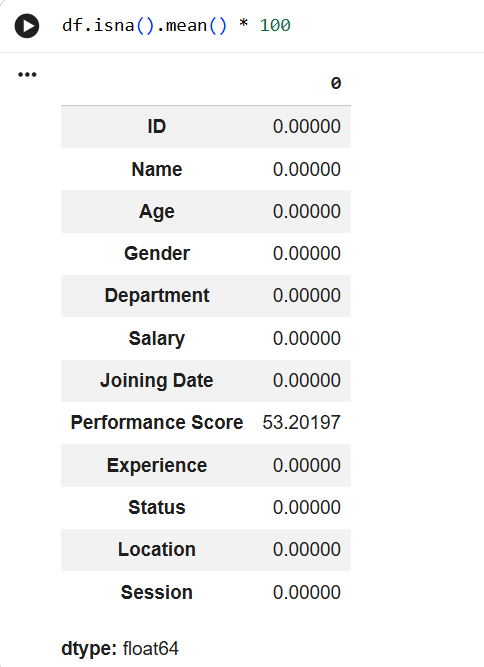 df.isna().mean() * 100
0
ID 0.00000
Name 0.00000
Age 0.00000
Gender 0.00000
Department 0.00000
Salary 0.00000
Joining Date 0.00000
Performance Score 53.20197
Experience 0.00000
Status 0.00000
Location 0.00000
Session 0.00000
dtype: float64